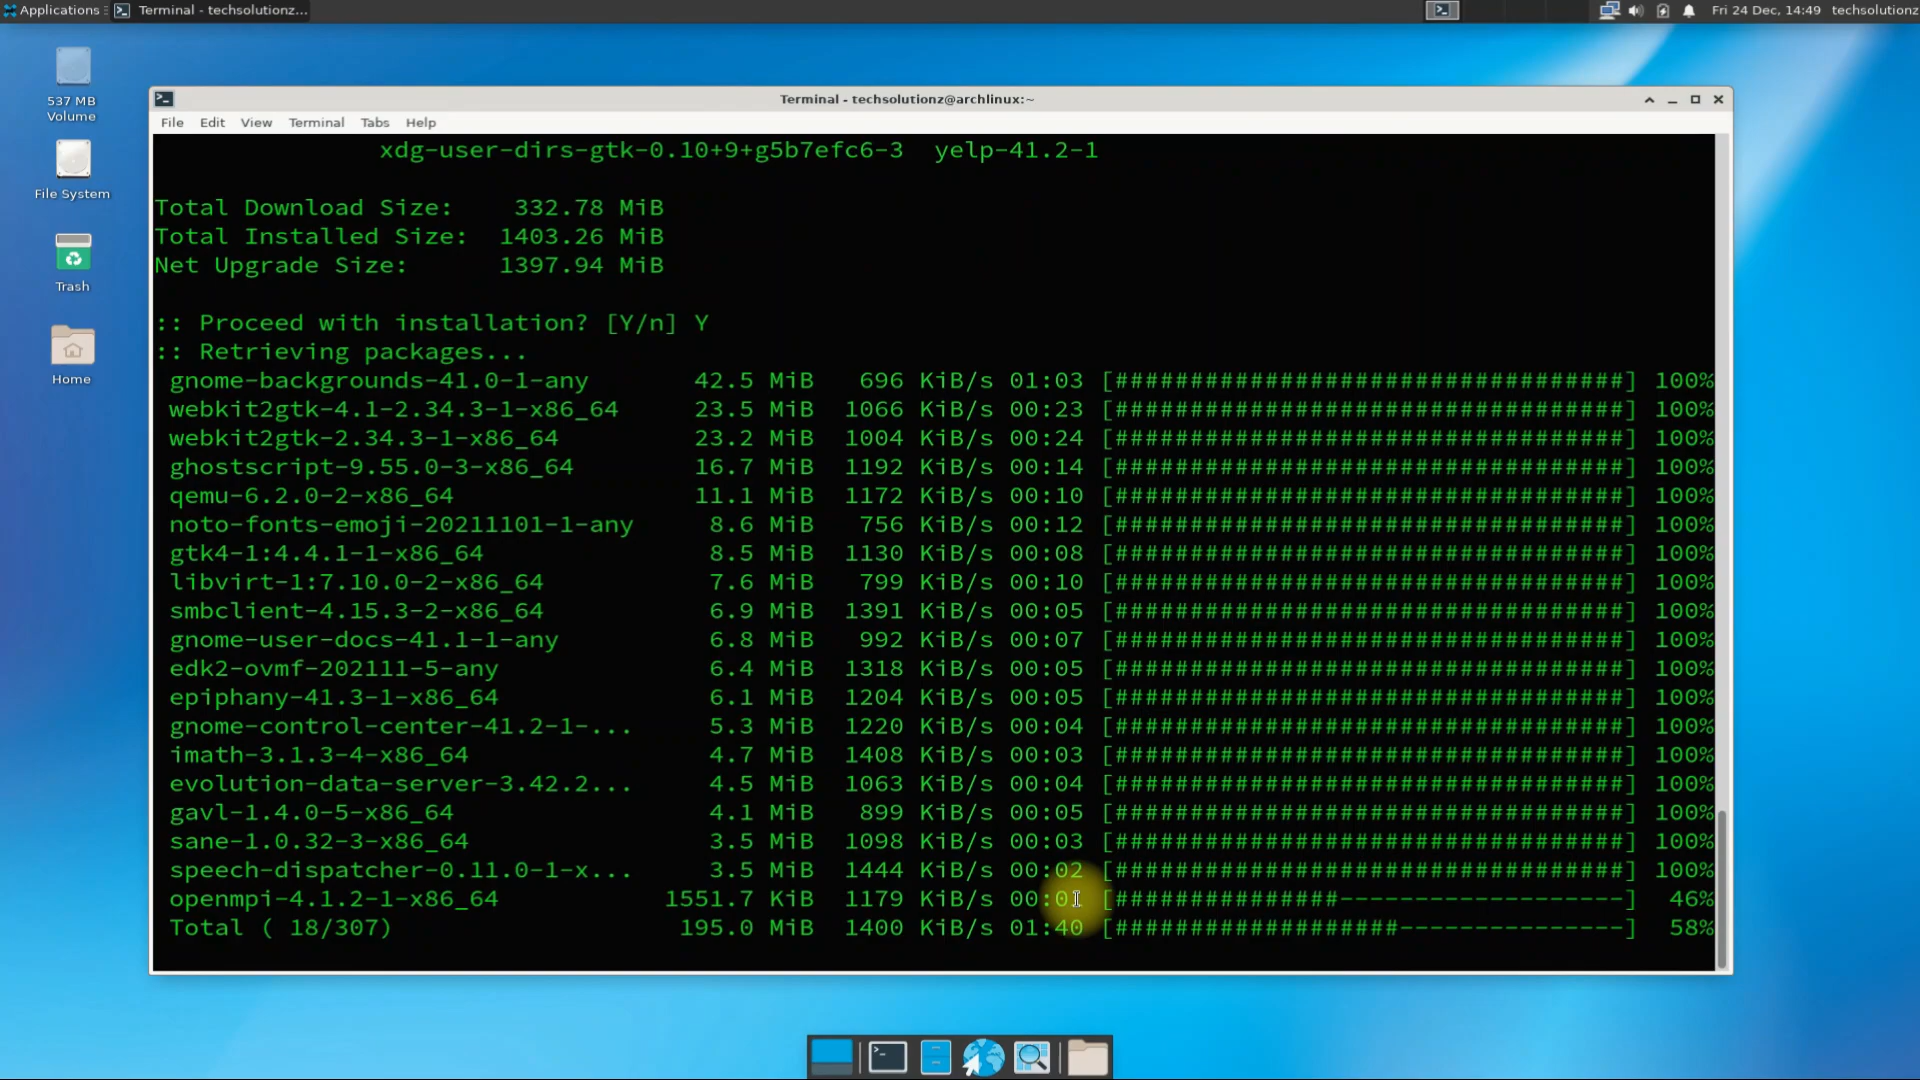 Applications
Terminal - techsolutionz...
Fri 24 Dec, 14:49 techsolutionz
537 MB
Volume
File System
Trash
Home
Terminal - techsolutionz@archlinux:~
File Edit View Terminal Tabs Help
xdg-user-dirs-gtk-0.10+9+g5b7efc6-3 yelp-41.2-1
Total Download Size: 332.78 MiB
Total Installed Size: 1403.26 MiB
Net Upgrade Size: 1397.94 MiB
:: Proceed with installation? [Y/n] Y
:: Retrieving packages...
gnome-backgrounds-41.0-1-any 42.5 MiB 696 KiB/s 01:03 [##################################] 100%
webkit2gtk-4.1-2.34.3-1-x86_64 23.5 MiB 1066 KiB/s 00:23 [##################################] 100%
webkit2gtk-2.34.3-1-x86_64 23.2 MiB 1004 KiB/s 00:24 [##################################] 100%
ghostscript-9.55.0-3-x86_64 16.7 MiB 1192 KiB/s 00:14 [##################################] 100%
qemu-6.2.0-2-x86_64 11.1 MiB 1172 KiB/s 00:10 [##################################] 100%
noto-fonts-emoji-20211101-1-any 8.6 MiB 756 KiB/s 00:12 [##################################] 100%
gtk4-1:4.4.1-1-x86_64 8.5 MiB 1130 KiB/s 00:08 [##################################] 100%
libvirt-1:7.10.0-2-x86_64 7.6 MiB 799 KiB/s 00:10 [##################################] 100%
smbclient-4.15.3-2-x86_64 6.9 MiB 1391 KiB/s 00:05 [##################################] 100%
gnome-user-docs-41.1-1-any 6.8 MiB 992 KiB/s 00:07 [##################################] 100%
edk2-ovmf-202111-5-any 6.4 MiB 1318 KiB/s 00:05 [##################################] 100%
epiphany-41.3-1-x86_64 6.1 MiB 1204 KiB/s 00:05 [##################################] 100%
gnome-control-center-41.2-1-... 5.3 MiB 1220 KiB/s 00:04 [##################################] 100%
imath-3.1.3-4-x86_64 4.7 MiB 1408 KiB/s 00:03 [##################################] 100%
evolution-data-server-3.42.2... 4.5 MiB 1063 KiB/s 00:04 [##################################] 100%
gavl-1.4.0-5-x86_64 4.1 MiB 899 KiB/s 00:05 [##################################] 100%
sane-1.0.32-3-x86_64 3.5 MiB 1098 KiB/s 00:03 [##################################] 100%
speech-dispatcher-0.11.0-1-x... 3.5 MiB 1444 KiB/s 00:02 [##################################] 100%
openmpi-4.1.2-1-x86_64 1551.7 KiB 1179 KiB/s 00:01 [###############-------------------] 46%
Total ( 18/307) 195.0 MiB 1400 KiB/s 01:40 [###################---------------] 58%